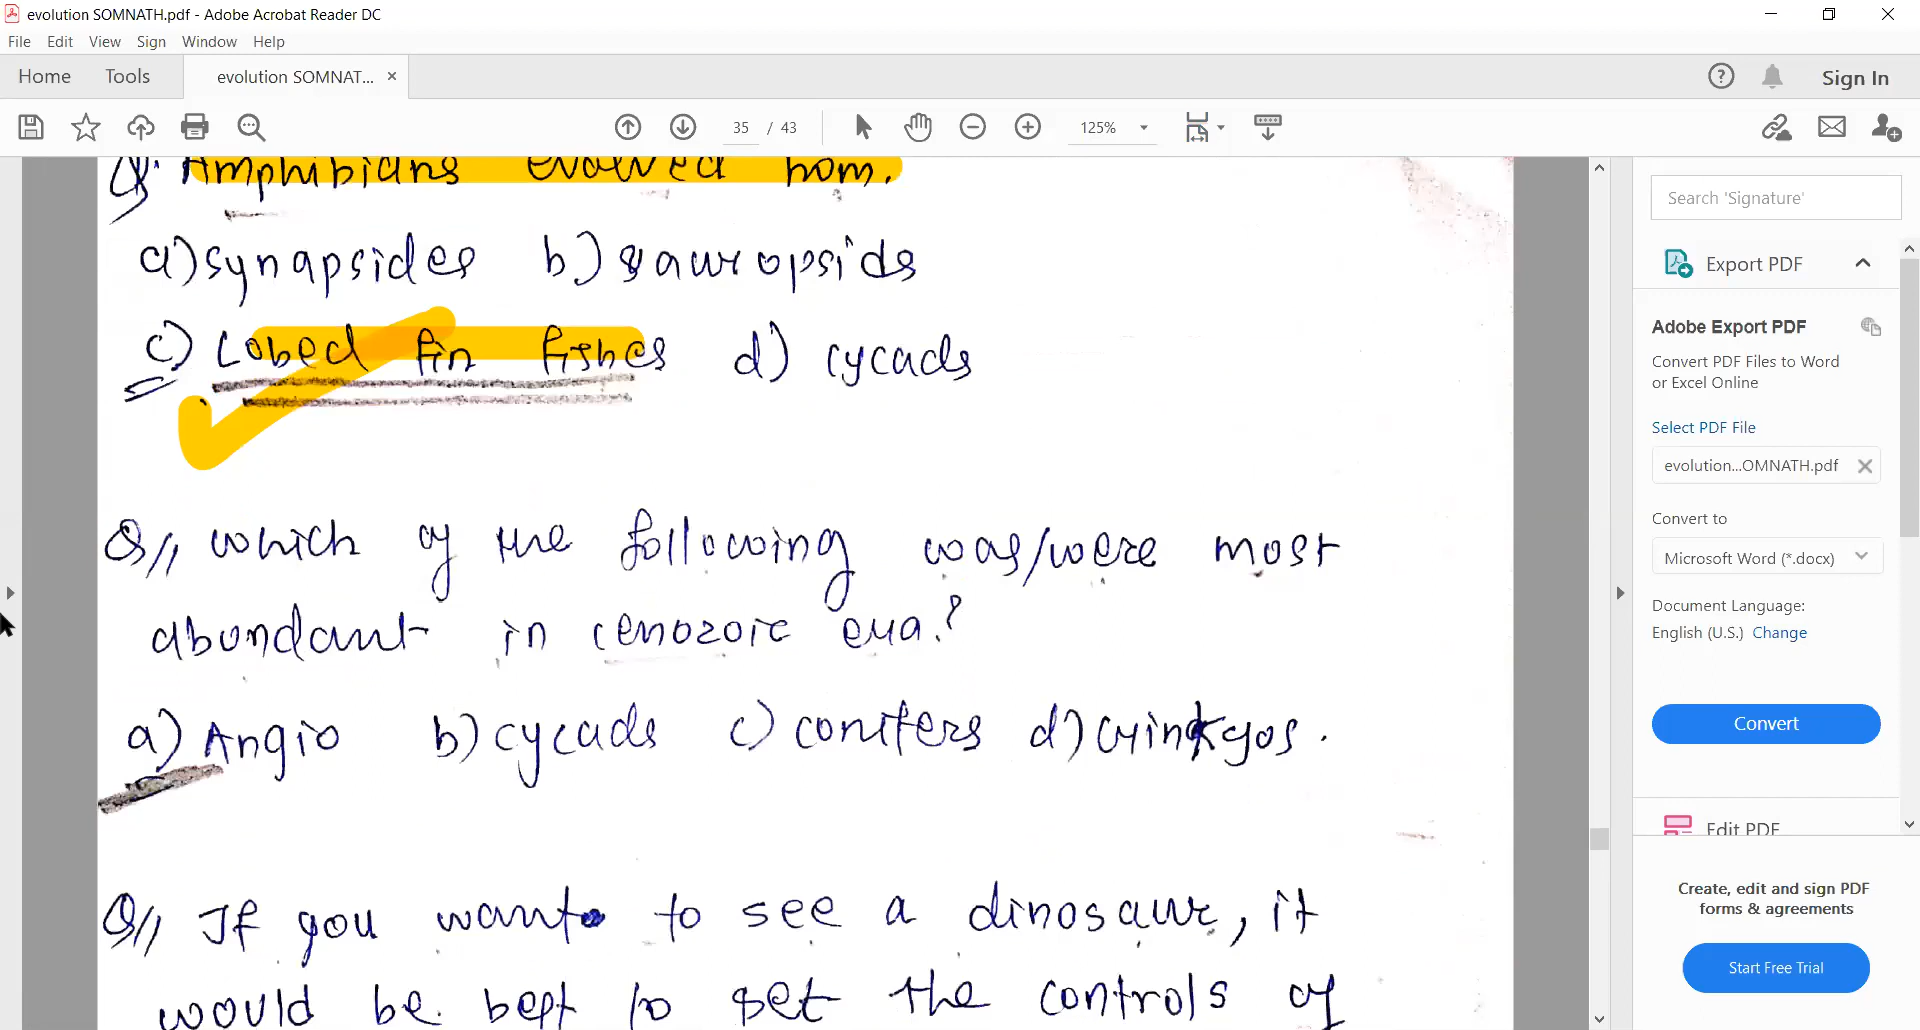 evolution SOMNATH.pdf - Adobe Acrobat Reader DC
File Edit View Sign Window Help
Home Tools evolution SOMNAT... ×
? Sign In
35 / 43 125%
Q. Amphibians evolved from.
a) synapsides b) sauropsids
c) Lobed fin fishes d) cycads
Q// which of the following was/were most
abundant in cenozoic era?
a) Angio b) cycads c) conifers d)
Q// If you want to see a dinosaur, it
would be best to set the controls of
Search 'Signature'
Export PDF
Adobe Export PDF
Convert PDF Files to Word
or Excel Online
Select PDF File
evolution...OMNATH.pdf
Convert to
Microsoft Word (*.docx)
Document Language:
English (U.S.) Change
Convert
Edit PDF
Create, edit and sign PDF
forms & agreements
Start Free Trial